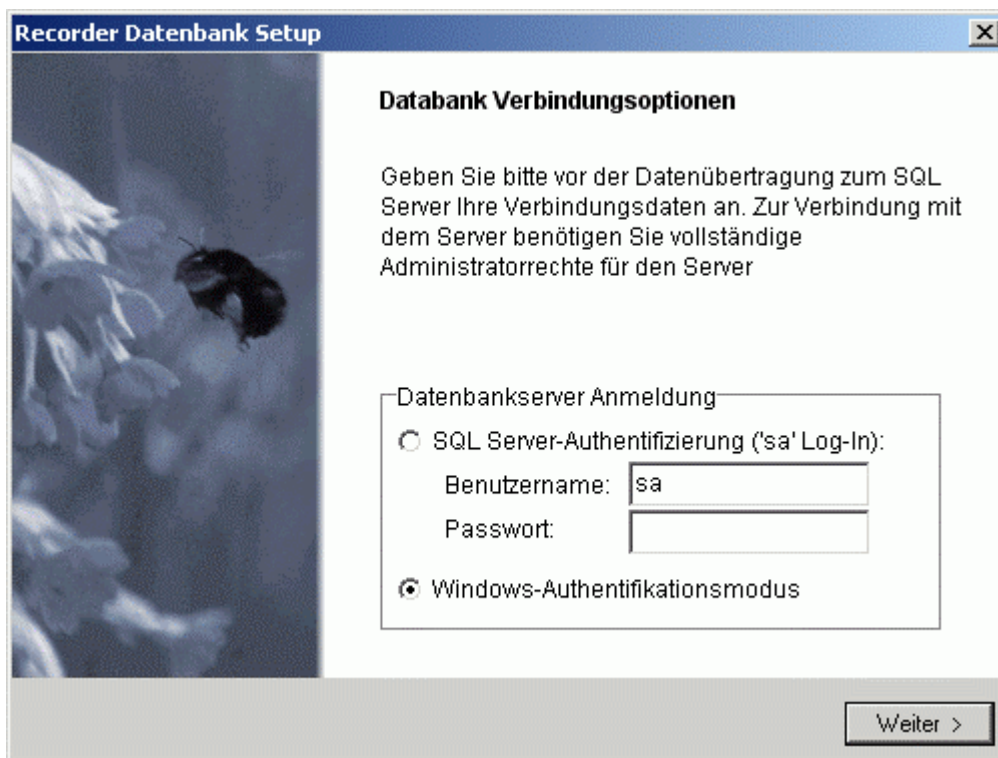 Recorder Datenbank Setup
Databank Verbindungsoptionen
Geben Sie bitte vor der Datenübertragung zum SQL
Server Ihre Verbindungsdaten an. Zur Verbindung mit
dem Server benötigen Sie vollständige
Administratorrechte für den Server
Datenbankserver Anmeldung
SQL Server-Authentifizierung ('sa' Log-In):
Benutzername: sa
Passwort:
Windows-Authentifikationsmodus
Weiter >